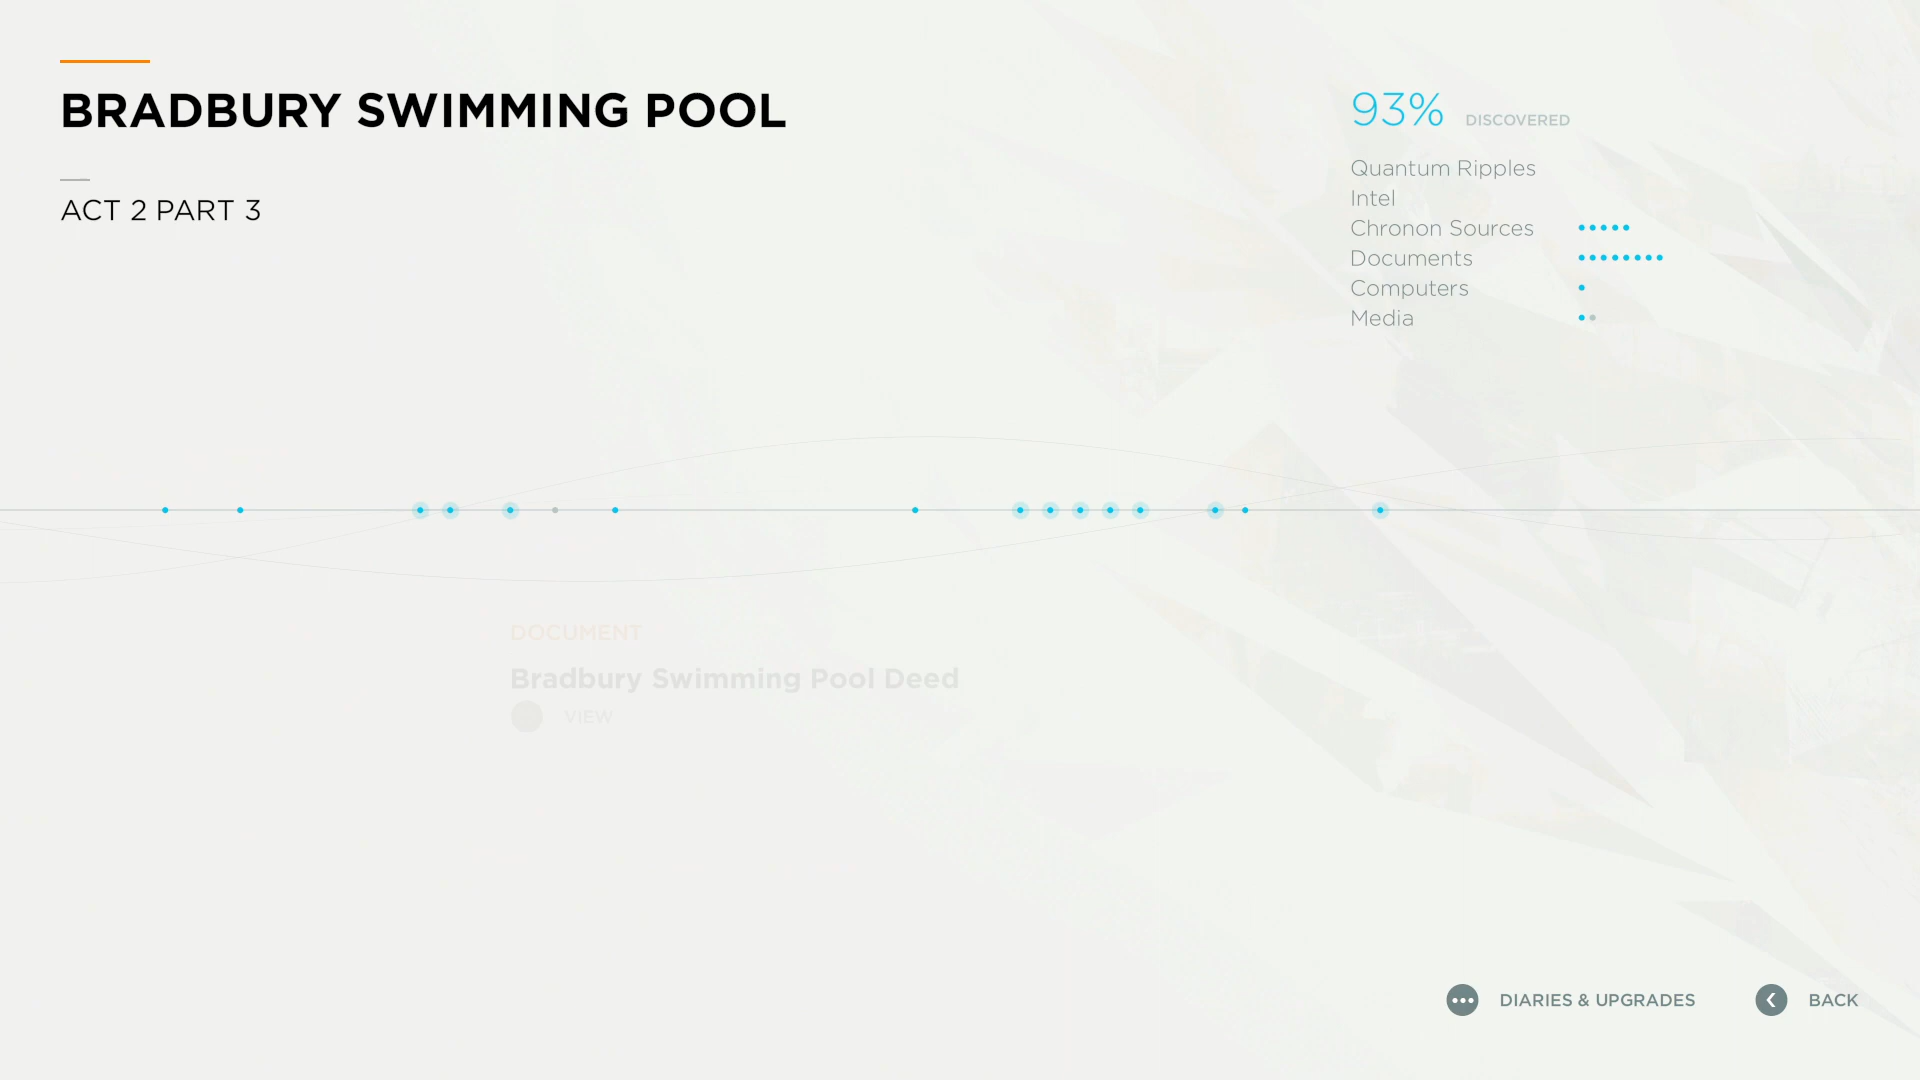 BRADBURY SWIMMING POOL
ACT 2 PART 3
93% DISCOVERED
Quantum Ripples
Intel
Chronon Sources
Documents
Computers
Media
DOCUMENT
Bradbury Swimming Pool Deed
VIEW
DIARIES & UPGRADES
BACK